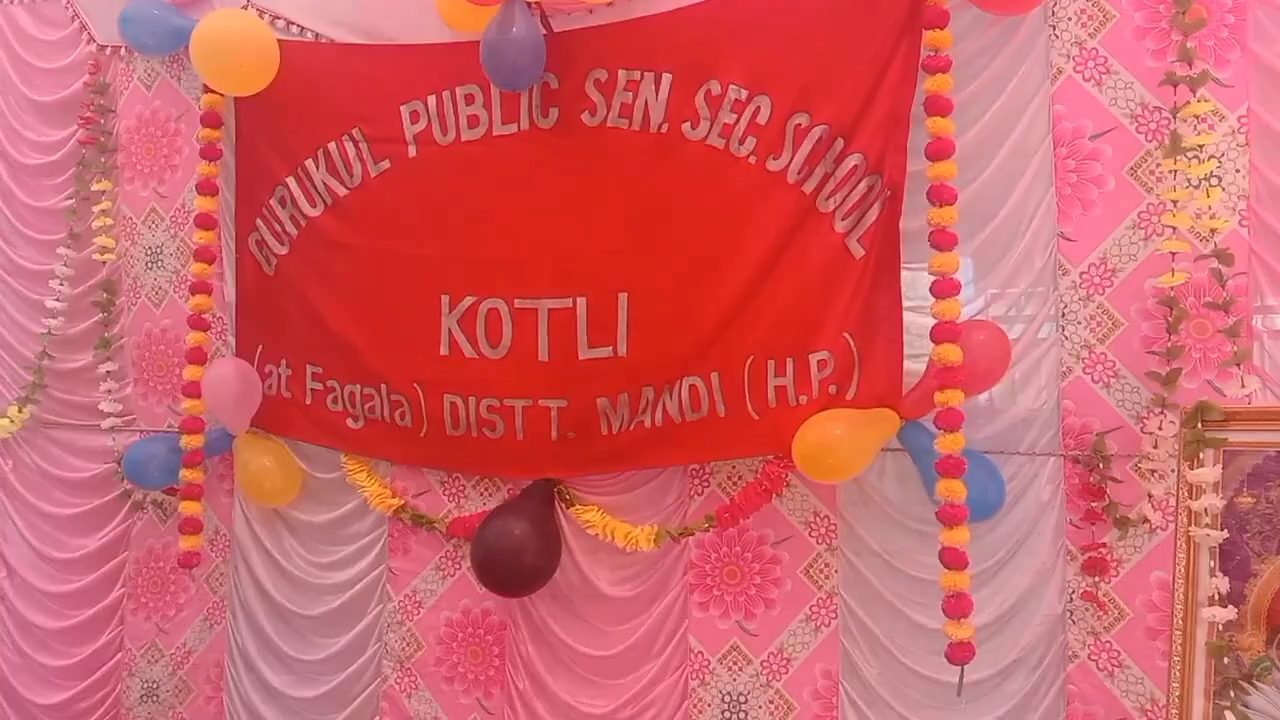 GURUKUL PUBLIC SEN. SEC. SCHOOL
KOTLI
(at Fagala) DISTT. MANDI (H.P.)